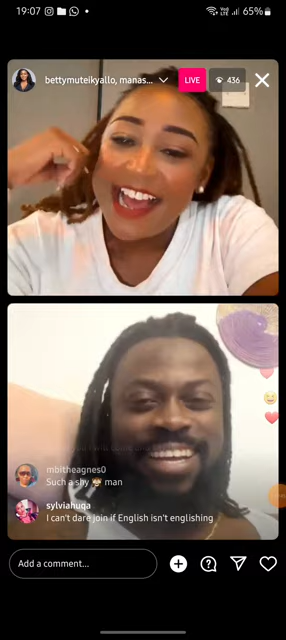 19:07
65%
bettymuteikyallo, manas...
LIVE
436
mbitheagnes0
Such a shy 👨🏽‍🦱 man
sylviahuqa
I can't dare join if English isn't englishing
Add a comment...